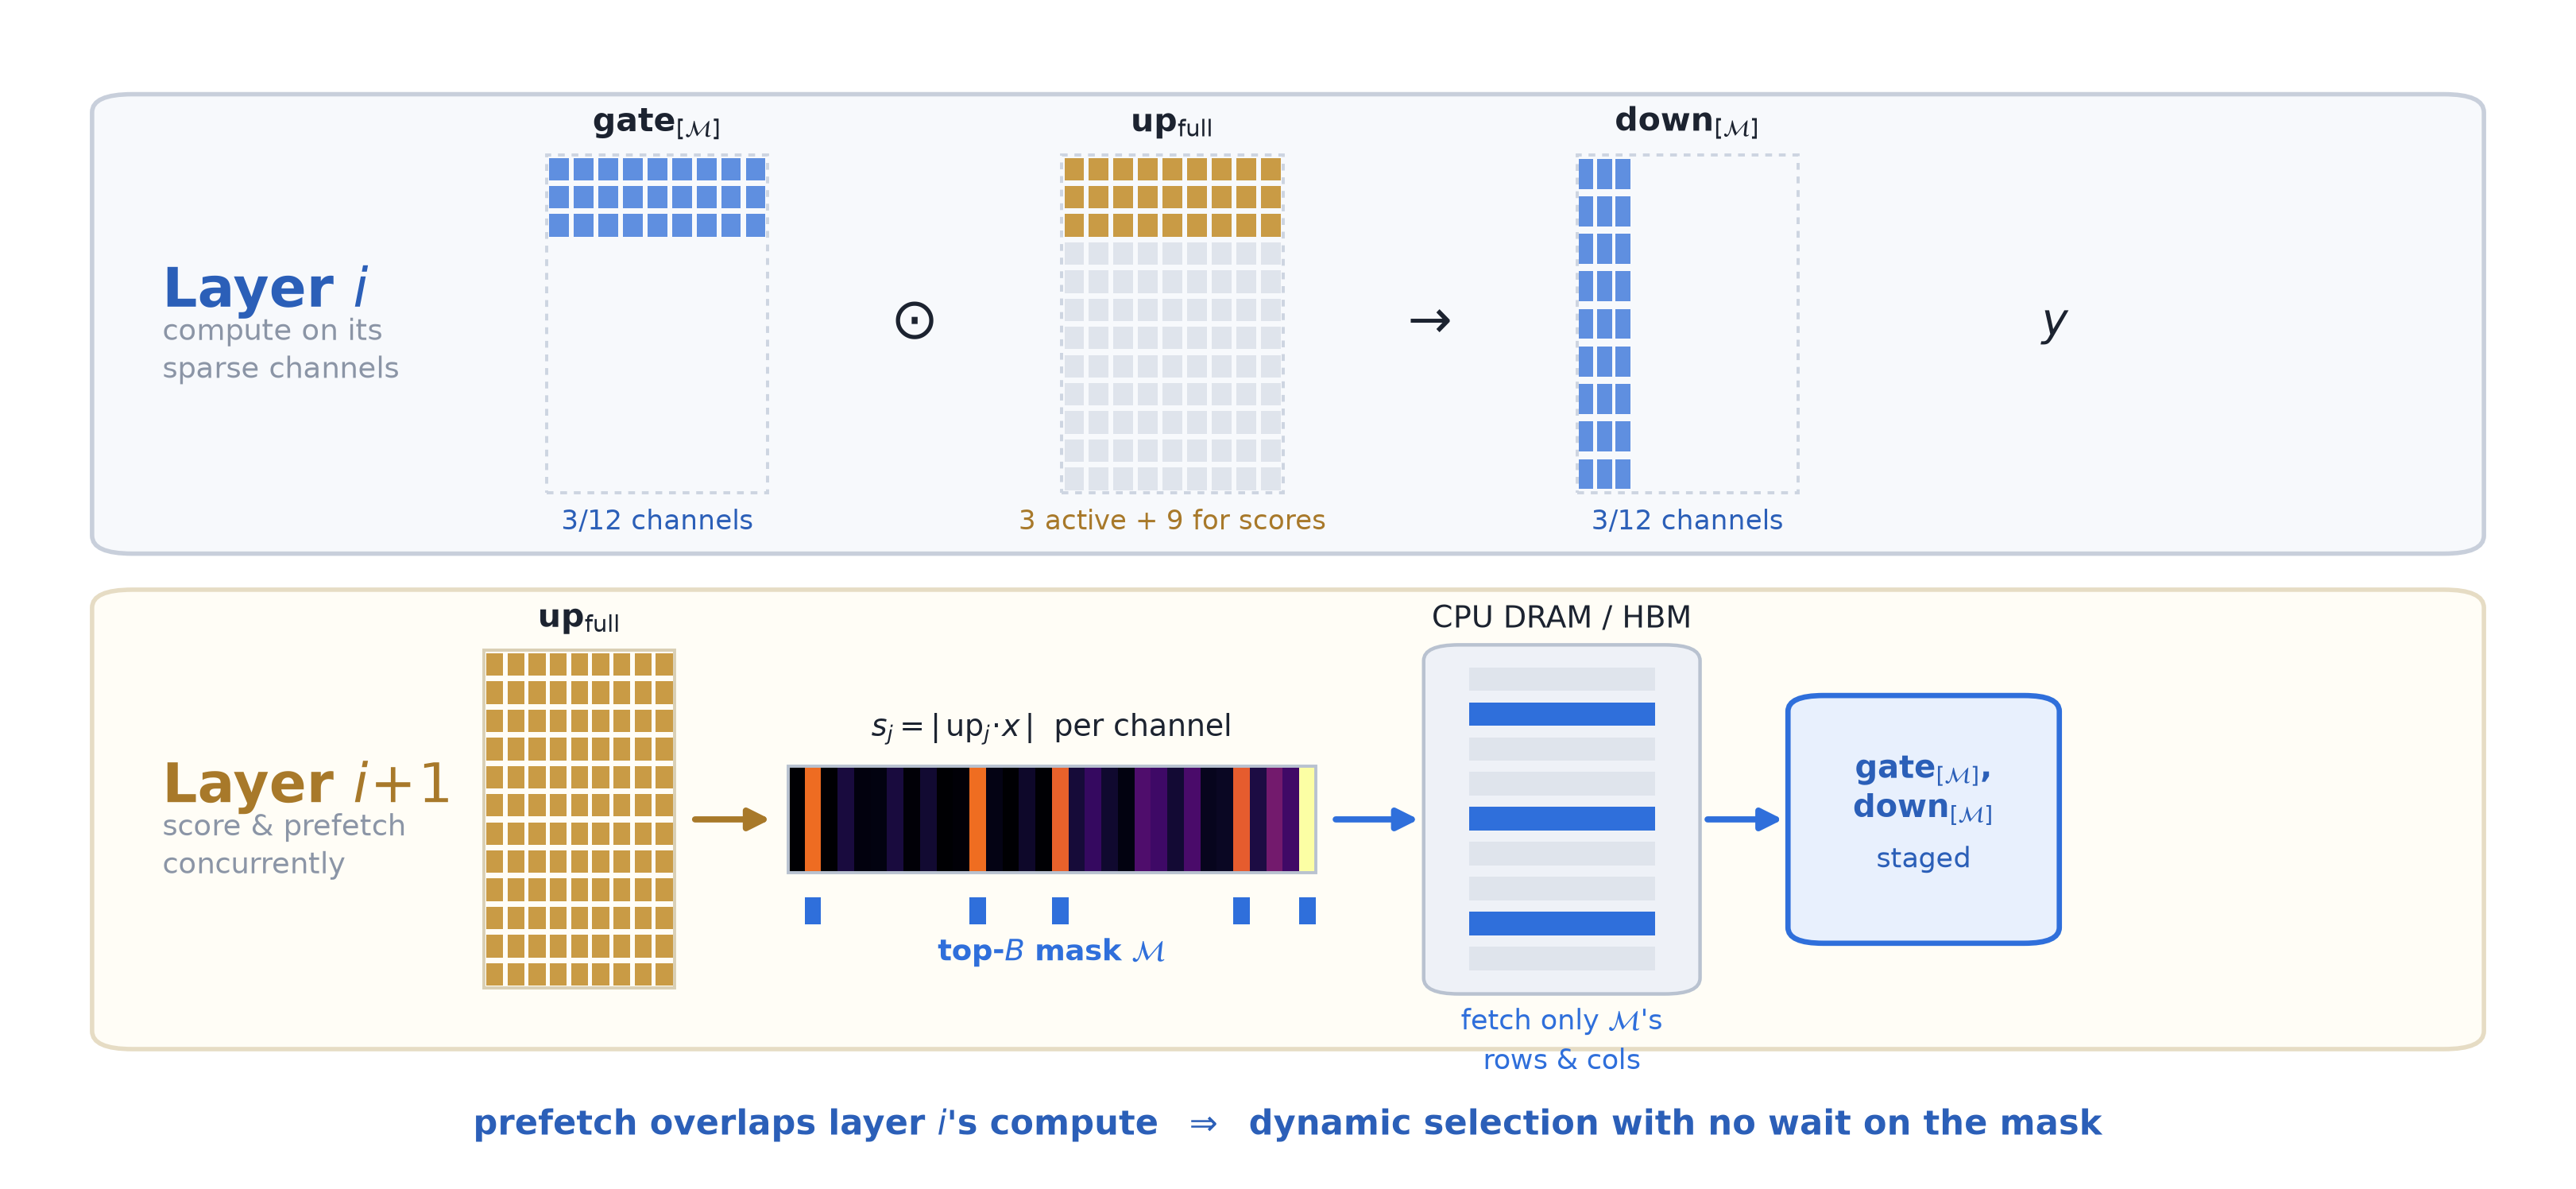 gate[ℳ]
up_full
down[ℳ]
Layer i
compute on its
sparse channels
⊙
→
y
3/12 channels
3 active + 9 for scores
3/12 channels
up_full
CPU DRAM / HBM
s_j = | up_j·x | per channel
Layer i+1
score & prefetch
concurrently
gate[ℳ],
down[ℳ]
staged
top-B mask ℳ
fetch only ℳ's
rows & cols
prefetch overlaps layer i's compute ⇒ dynamic selection with no wait on the mask